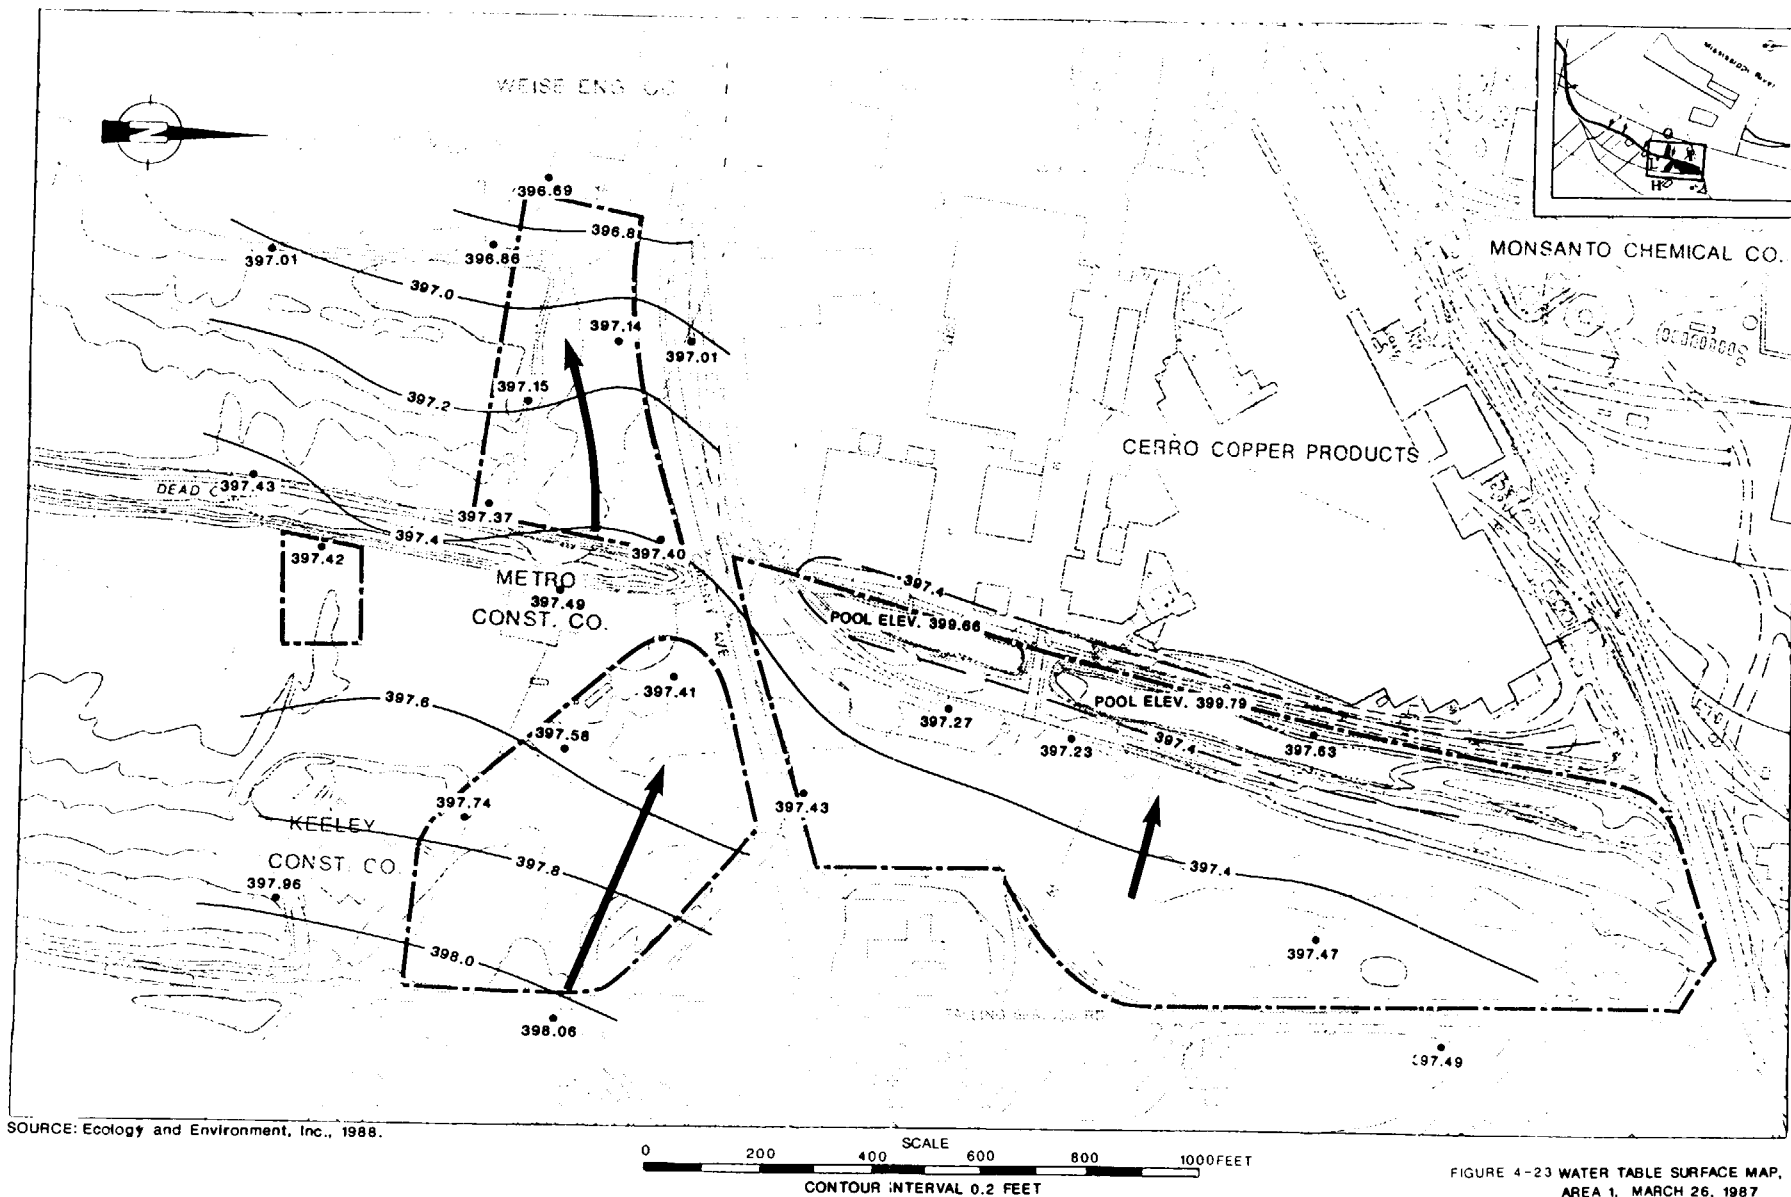 WEISE ENG. CO.
N
MISSISSIPPI River
MONSANTO CHEMICAL CO.
396.69
396.8
397.01
396.86
397.0
397.14
397.01
397.15
397.2
CERRO COPPER PRODUCTS
397.43
DEAD
397.37
397.4
397.40
397.42
METRO
397.49
CONST. CO.
397.4
POOL ELEV. 399.66
AVE
397.41
397.6
397.58
397.27
POOL ELEV. 399.79
397.23
397.4
397.63
397.74
397.43
KEELEY
CONST. CO.
397.8
397.4
397.96
398.0
397.47
398.06
397.49
SOURCE: Ecology and Environment, Inc., 1988.
SCALE
0 200 400 600 800 1000 FEET
CONTOUR INTERVAL 0.2 FEET
FIGURE 4-23 WATER TABLE SURFACE MAP,
AREA 1, MARCH 26, 1987